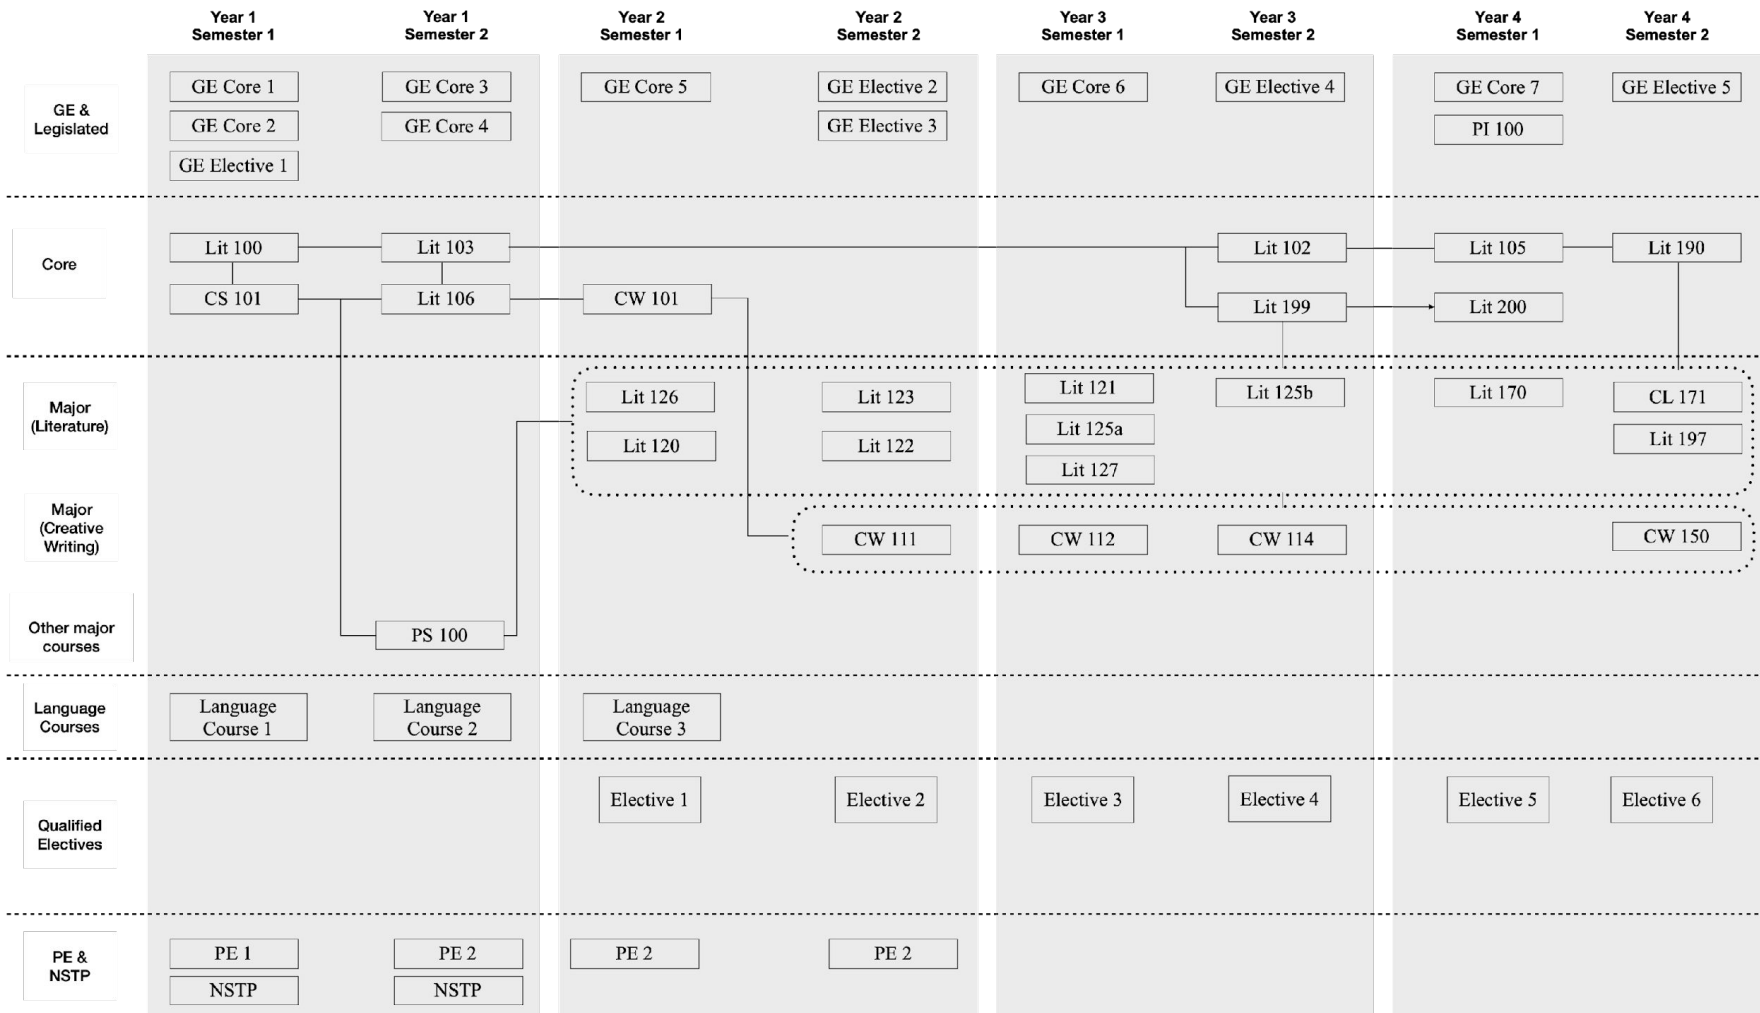 Year 1
Semester 1
Year 1
Semester 2
Year 2
Semester 1
Year 2
Semester 2
Year 3
Semester 1
Year 3
Semester 2
Year 4
Semester 1
Year 4
Semester 2
GE &
Legislated
GE Core 1
GE Core 3
GE Core 5
GE Elective 2
GE Core 6
GE Elective 4
GE Core 7
GE Elective 5
GE Core 2
GE Core 4
GE Elective 3
PI 100
GE Elective 1
Core
Lit 100
Lit 103
Lit 102
Lit 105
Lit 190
CS 101
Lit 106
CW 101
Lit 199
Lit 200
Major
(Literature)
Lit 126
Lit 123
Lit 121
Lit 125b
Lit 170
CL 171
Lit 120
Lit 122
Lit 125a
Lit 197
Lit 127
Major
(Creative
Writing)
CW 111
CW 112
CW 114
CW 150
Other major
courses
PS 100
Language
Courses
Language
Course 1
Language
Course 2
Language
Course 3
Qualified
Electives
Elective 1
Elective 2
Elective 3
Elective 4
Elective 5
Elective 6
PE &
NSTP
PE 1
PE 2
PE 2
PE 2
NSTP
NSTP